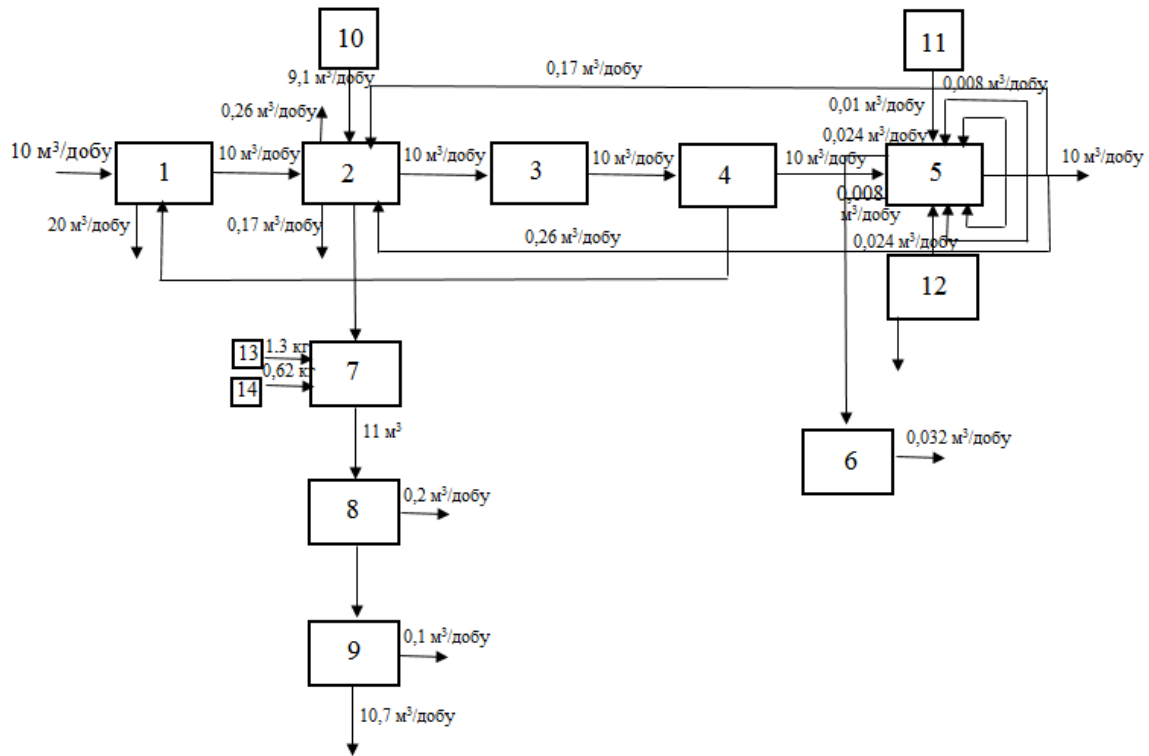 10
11
9,1 м³/добу
0,17 м³/добу
0,008 м³/добу
0,26 м³/добу
0,01 м³/добу
0,024 м³/добу
10 м³/добу
1
10 м³/добу
2
10 м³/добу
3
10 м³/добу
4
10 м³/добу
5
10 м³/добу
0,008
м³/добу
20 м³/добу
0,17 м³/добу
0,26 м³/добу
0,024 м³/добу
12
13
1.3 кг
14
0,62 кг
7
11 м³
6
0,032 м³/добу
8
0,2 м³/добу
9
0,1 м³/добу
10,7 м³/добу